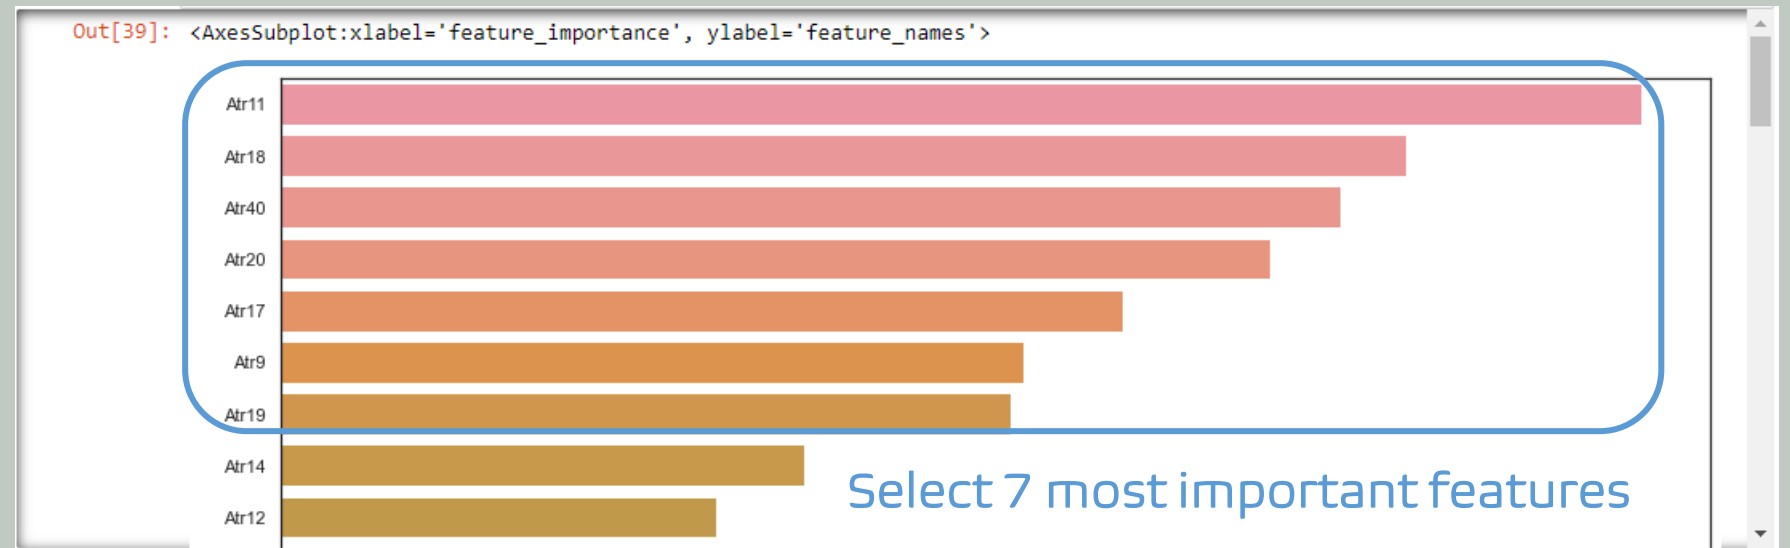 Out[39]: <AxesSubplot:xlabel='feature_importance', ylabel='feature_names'>
Atr11
Atr18
Atr40
Atr20
Atr17
Atr9
Atr19
Atr14
Atr12
Select 7 most important features